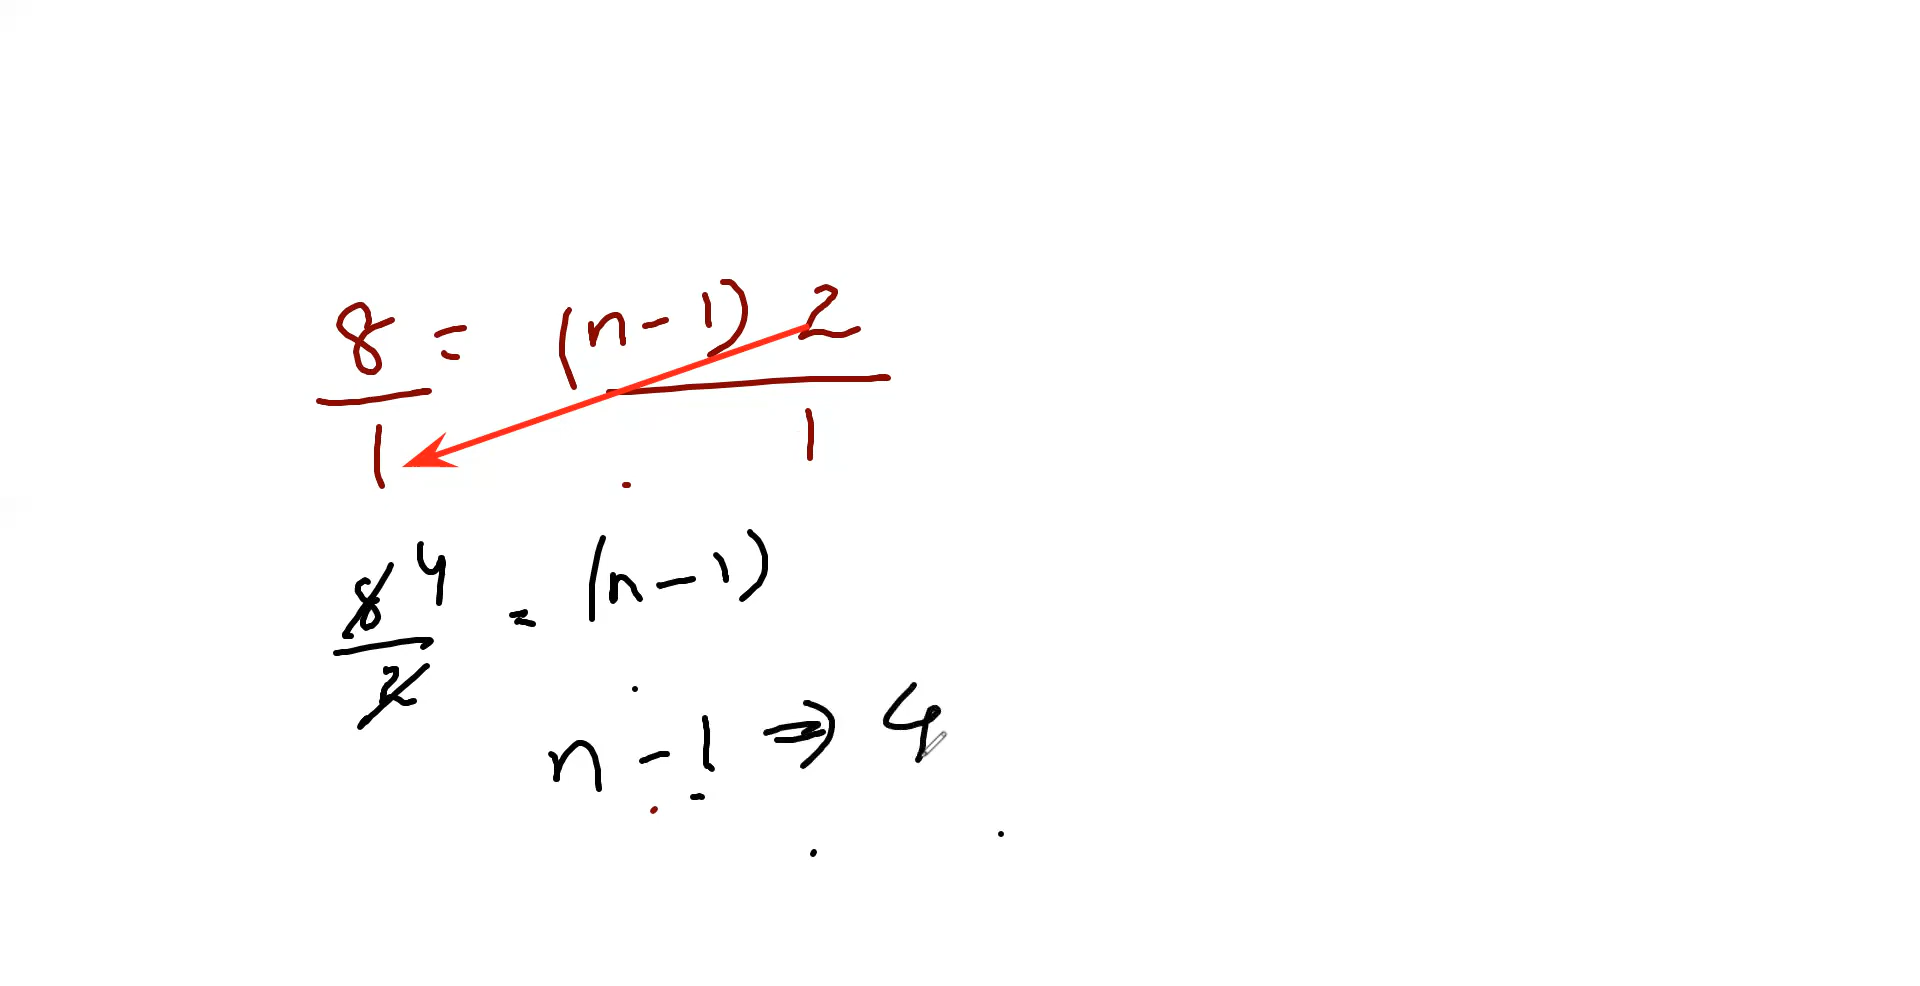 8 = (n-1) 2
1 1
8 4 = (n-1)
2
n - 1 ⇒ 4